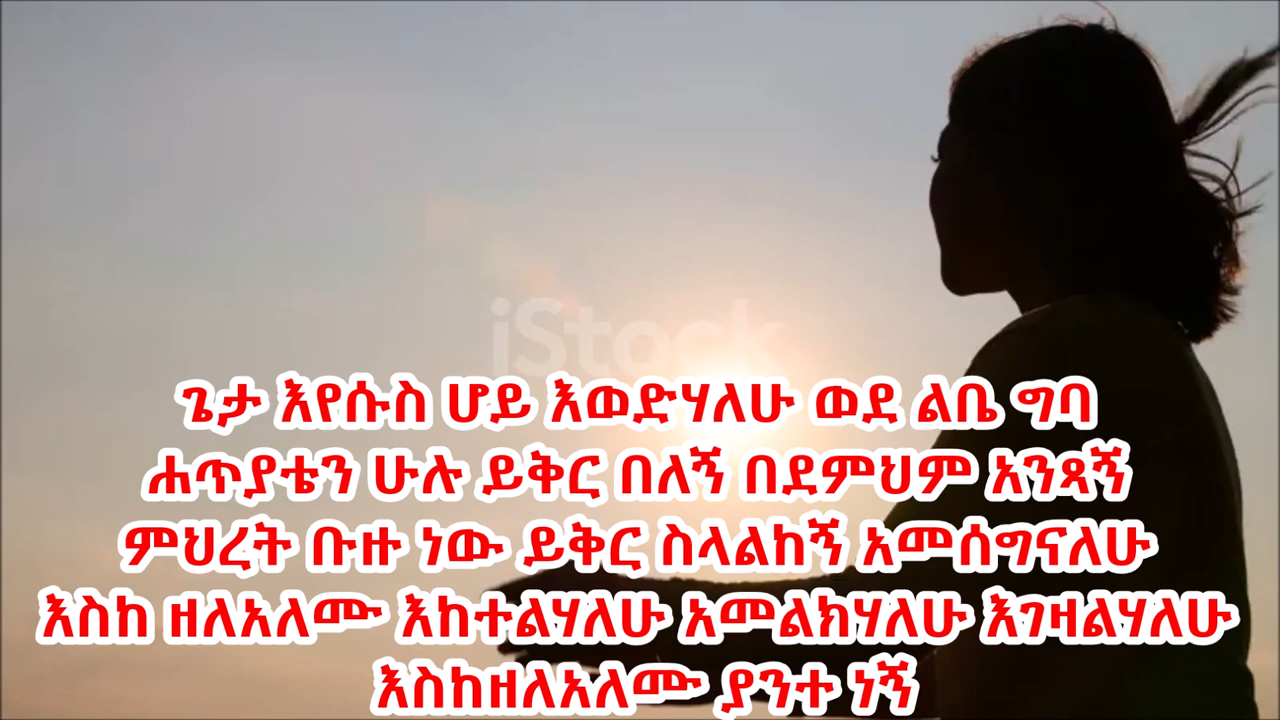 iStock
ጌታ እየሱስ ሆይ እወድሃለሁ ወደ ልቤ ግባ
ሐጥያቴን ሁሉ ይቅር በለኝ በደምህም አንጻኝ
ምህረት ቡዙ ነው ይቅር ስላልከኝ አመሰግናለሁ
እስከ ዘለአለሙ እከተልሃለሁ አመልክሃለሁ እገዛልሃለሁ
እስከዘለአለሙ ያንተ ነኝ